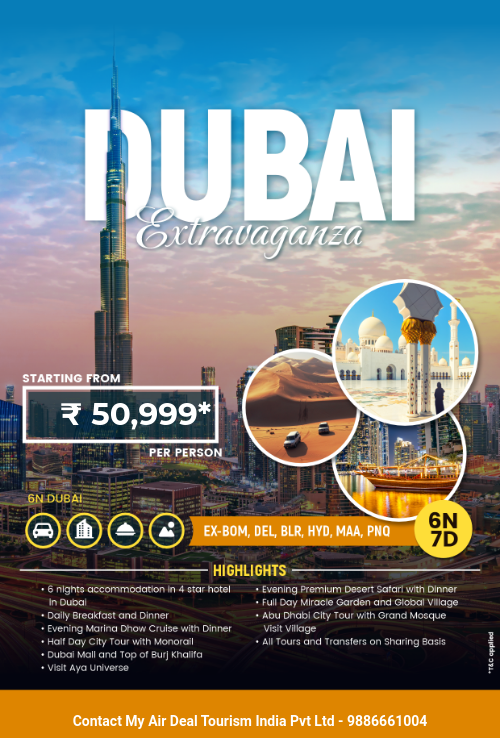 DUBAI
Extravaganza
STARTING FROM
₹ 50,999*
PER PERSON
6N DUBAI
EX-BOM, DEL, BLR, HYD, MAA, PNQ
6N
7D
HIGHLIGHTS
• 6 nights accommodation in 4 star hotel
in Dubai
• Daily Breakfast and Dinner
• Evening Marina Dhow Cruise with Dinner
• Half Day City Tour with Monorail
• Dubai Mall and Top of Burj Khalifa
• Visit Aya Universe
• Evening Premium Desert Safari with Dinner
• Full Day Miracle Garden and Global Village
• Abu Dhabi City Tour with Grand Mosque
Visit Village
• All Tours and Transfers on Sharing Basis
*T&C applied
Contact My Air Deal Tourism India Pvt Ltd - 9886661004